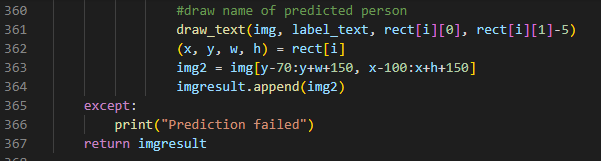 360 #draw name of predicted person
361 draw_text(img, label_text, rect[i][0], rect[i][1]-5)
362 (x, y, w, h) = rect[i]
363 img2 = img[y-70:y+w+150, x-100:x+h+150]
364 imgresult.append(img2)
365 except:
366 print("Prediction failed")
367 return imgresult